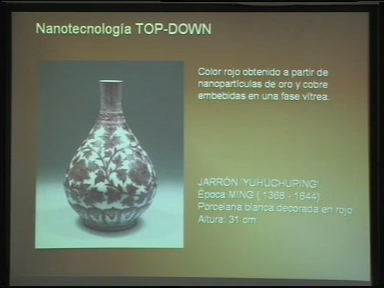 Nanotecnología TOP-DOWN
Color rojo obtenido a partir de
nanopartículas de oro y cobre
embebidas en una fase vítrea.
JARRÓN 'YUHUCHUPING'
Época MING ( 1368 - 1644)
Porcelana blanca decorada en rojo
Altura: 31 cm